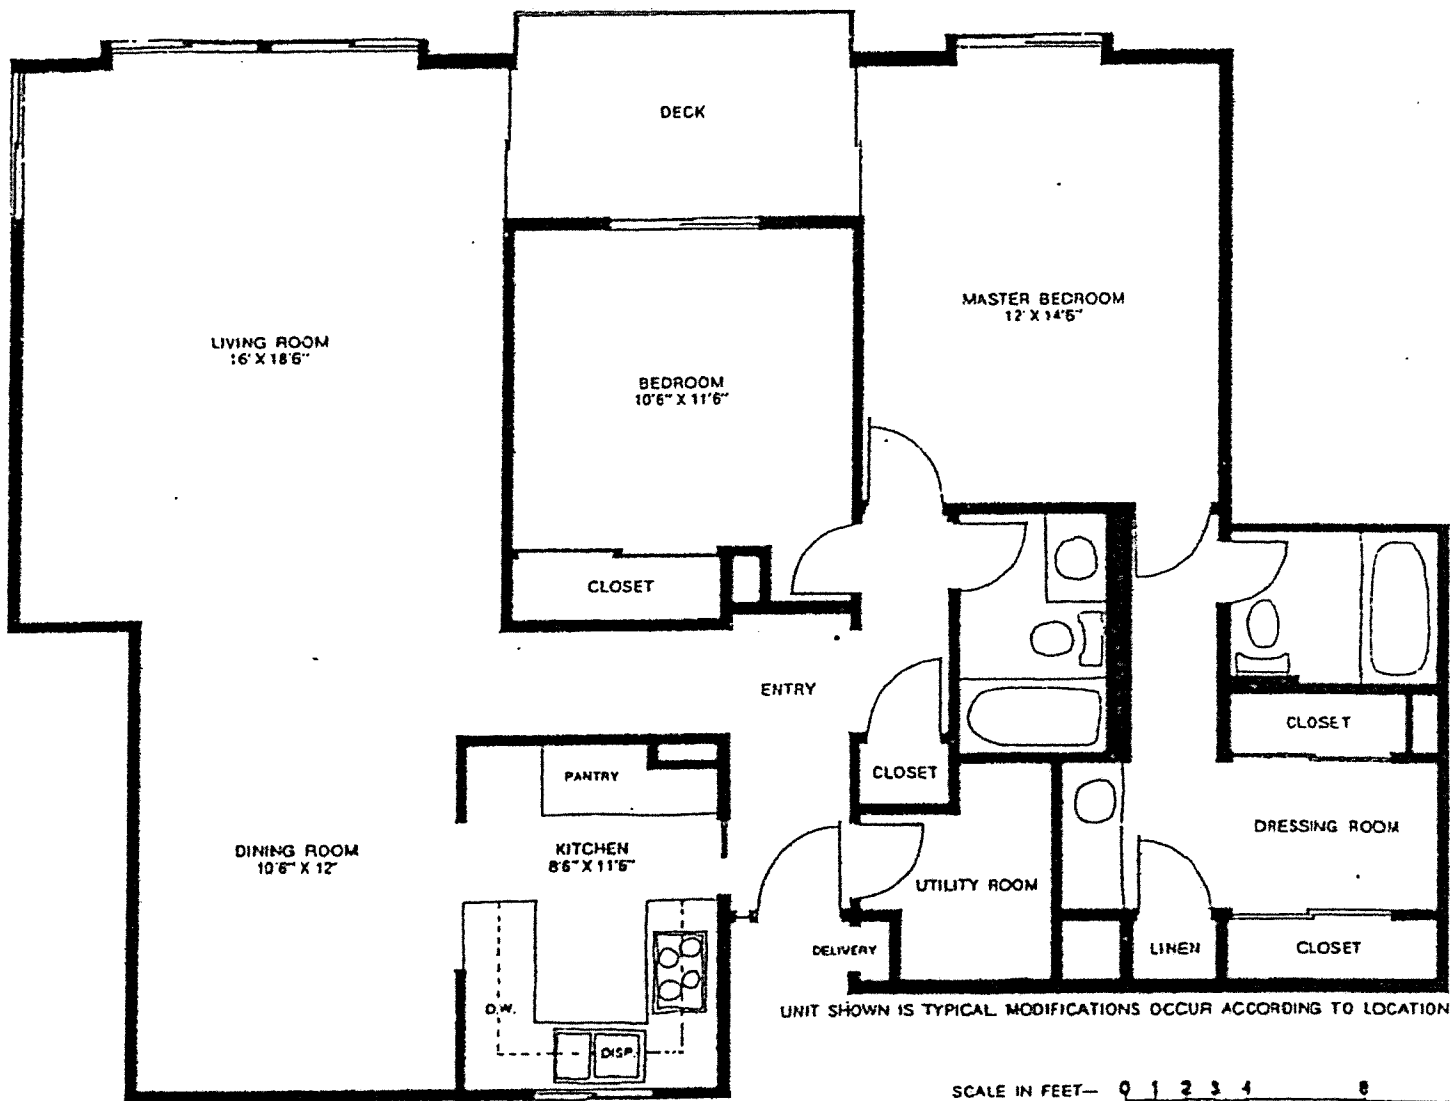 DECK
MASTER BEDROOM
12' X 14'6"
LIVING ROOM
16' X 18'6"
BEDROOM
10'6" X 11'6"
CLOSET
ENTRY
CLOSET
PANTRY
CLOSET
DINING ROOM
10'6" X 12'
KITCHEN
8'6" X 11'6"
DRESSING ROOM
UTILITY ROOM
DELIVERY
LINEN
CLOSET
D.W.
DISP.
UNIT SHOWN IS TYPICAL MODIFICATIONS OCCUR ACCORDING TO LOCATION
SCALE IN FEET— 0 1 2 3 4 8